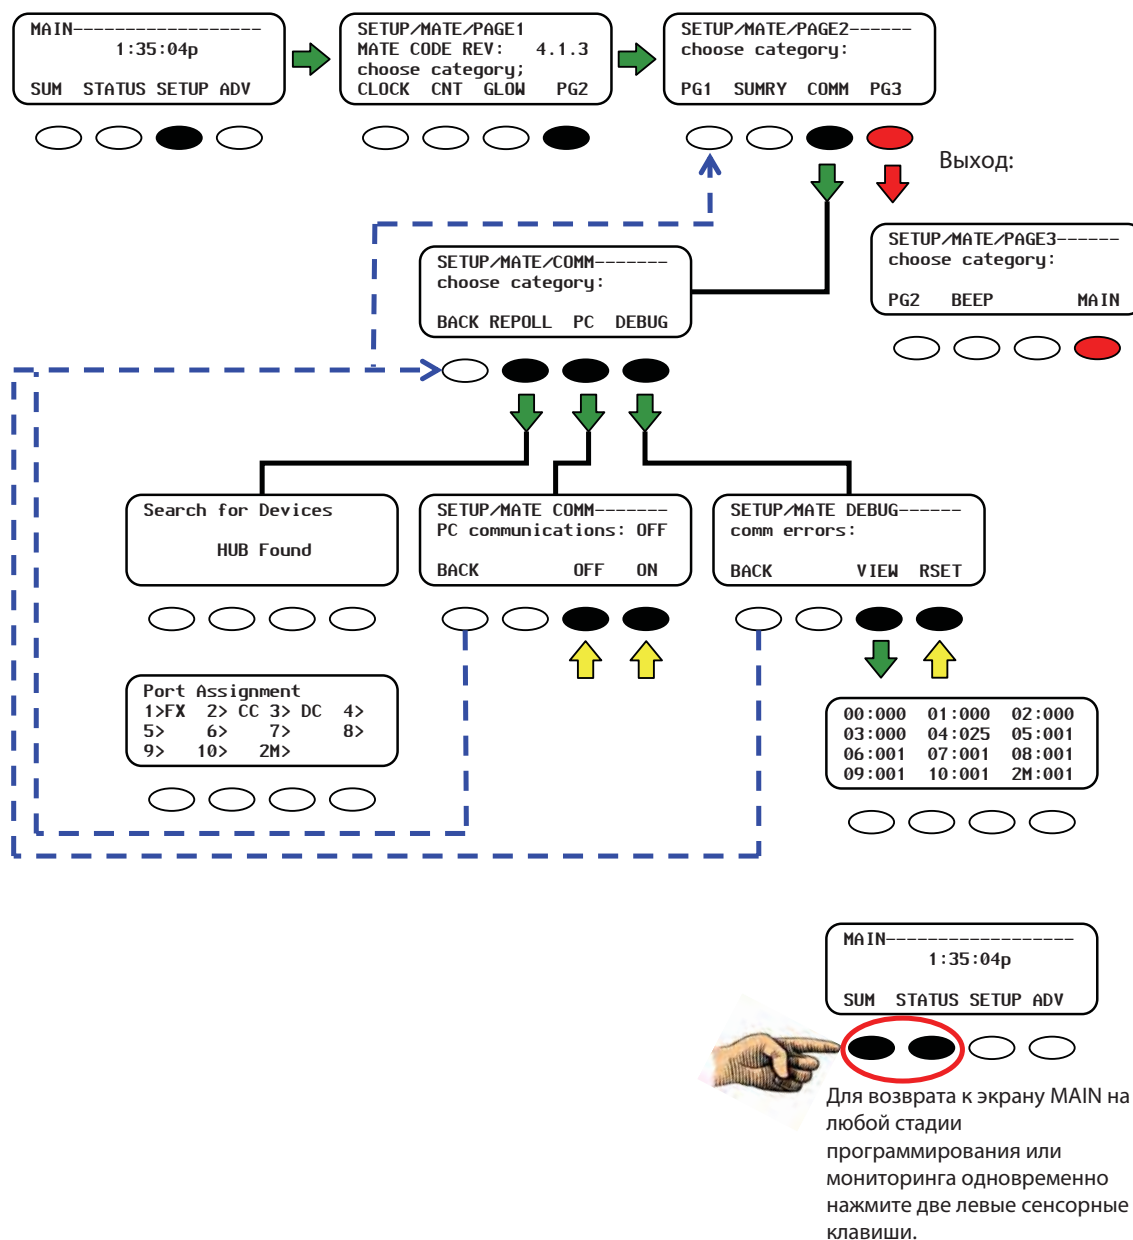 MAIN------------------
1:35:04p
SUM STATUS SETUP ADV
SETUP/MATE/PAGE1
MATE CODE REV: 4.1.3
choose category;
CLOCK CNT GLOW PG2
SETUP/MATE/PAGE2------
choose category:
PG1 SUMRY COMM PG3
Выход:
SETUP/MATE/PAGE3------
choose category:
PG2 BEEP MAIN
SETUP/MATE/COMM-------
choose category:
BACK REPOLL PC DEBUG
Search for Devices
HUB Found
SETUP/MATE COMM-------
PC communications: OFF
BACK OFF ON
SETUP/MATE DEBUG------
comm errors:
BACK VIEW RSET
Port Assignment
1>FX 2> CC 3> DC 4>
5> 6> 7> 8>
9> 10> 2M>
00:000 01:000 02:000
03:000 04:025 05:001
06:001 07:001 08:001
09:001 10:001 2M:001
MAIN------------------
1:35:04p
SUM STATUS SETUP ADV
Для возврата к экрану MAIN на
любой стадии
программирования или
мониторинга одновременно
нажмите две левые сенсорные
клавиши.